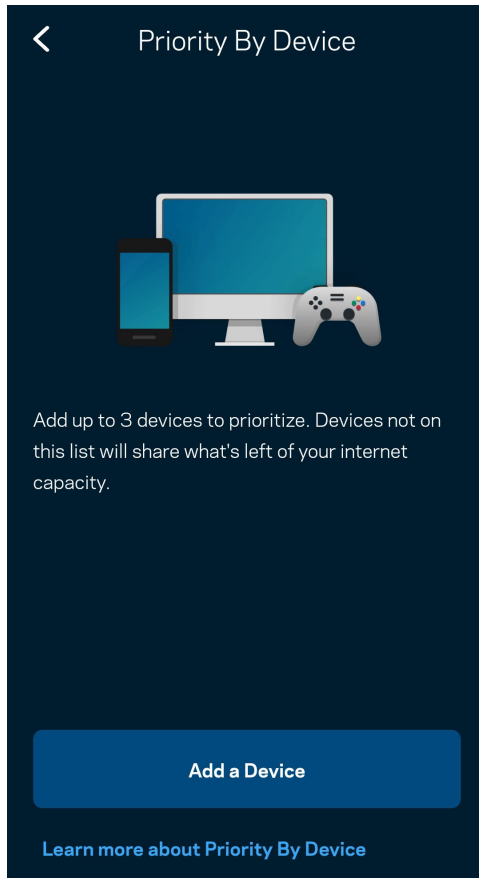 Priority By Device
Add up to 3 devices to prioritize. Devices not on
this list will share what's left of your internet
capacity.
Add a Device
Learn more about Priority By Device